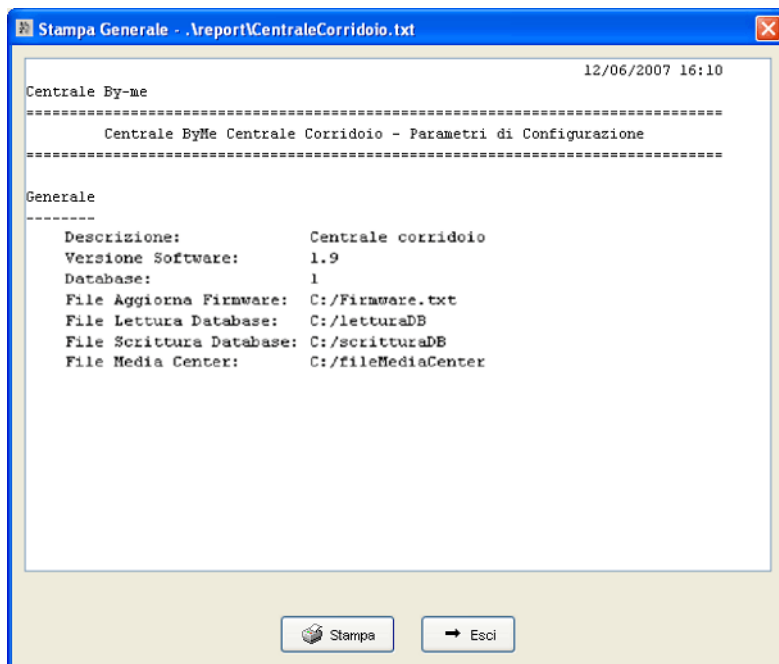 Stampa Generale - .\report\CentraleCorridoio.txt
12/06/2007 16:10
Centrale By-me
================================================================================
Centrale ByMe Centrale Corridoio - Parametri di Configurazione
================================================================================
Generale
--------
Descrizione: Centrale corridoio
Versione Software: 1.9
Database: 1
File Aggiorna Firmware: C:/Firmware.txt
File Lettura Database: C:/letturaDB
File Scrittura Database: C:/scritturaDB
File Media Center: C:/fileMediaCenter
Stampa Esci